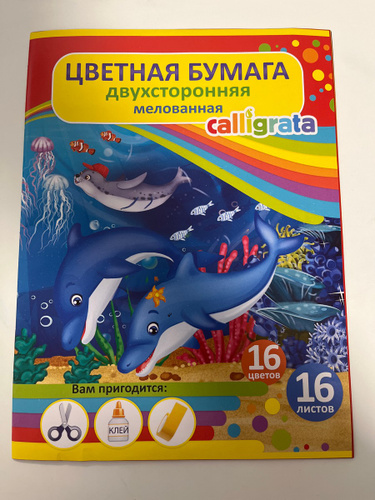 ЦВЕТНАЯ БУМАГА
двухсторонняя
мелованная
calligrata
16
цветов
16
листов
Вам пригодится:
КЛЕЙ